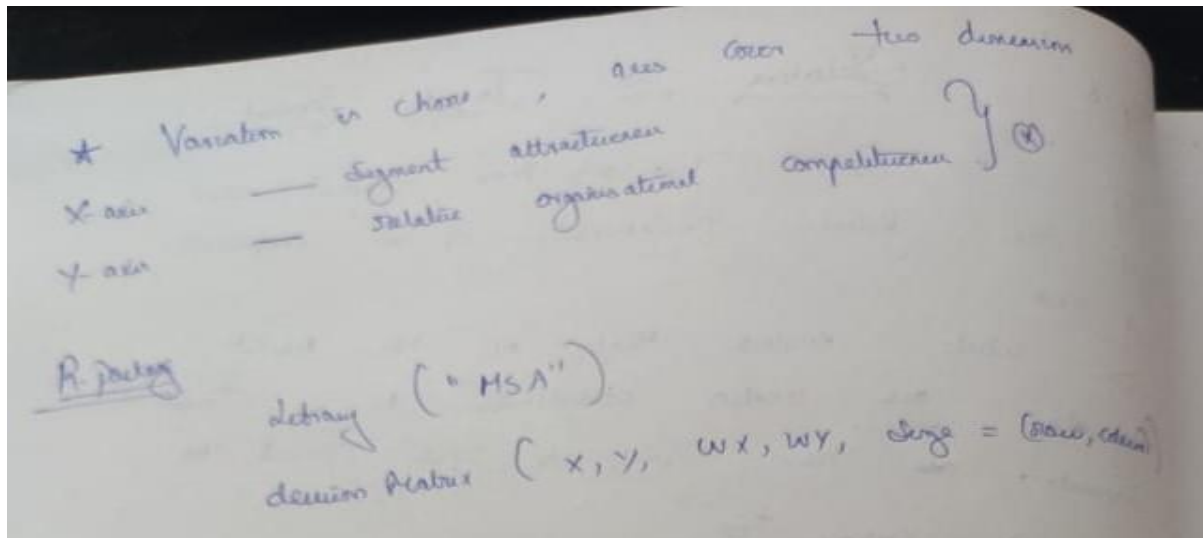 * Variation in chosen, axes cover two dimension
X-axis — Segment attractiveness
Y-axis — relative organisational competitiveness } *
R-package
library ("MSA")
decision Matrix (x, y, wx, wy, size = (row, column)